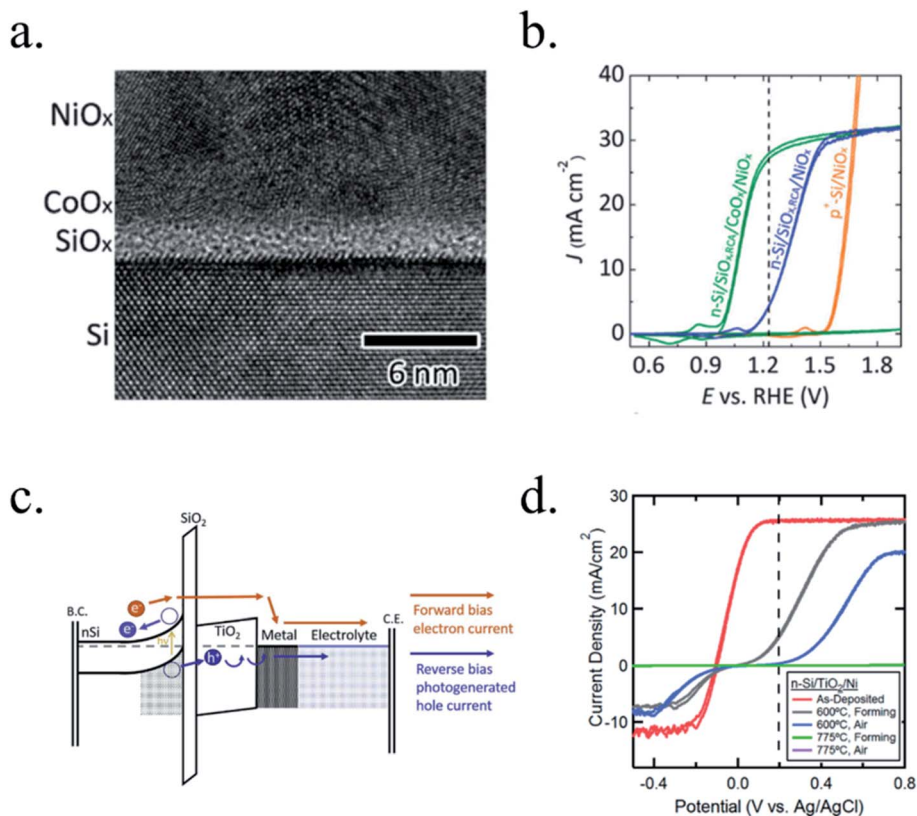 a.
NiOₓ
CoOₓ
SiOₓ
Si
6 nm
b.
40
30
20
10
0
J (mA cm⁻²)
n-Si/SiOₓ,RCA/CoOₓ/NiOₓ
n-Si/SiOₓ,RCA/NiOₓ
p⁺-Si/NiOₓ
0.6 0.9 1.2 1.5 1.8
E vs. RHE (V)
c.
SiO₂
B.C.
nSi
e⁻
e⁻
hν
h⁺
TiO₂
Metal
Electrolyte
C.E.
Forward bias
electron current
Reverse bias
photogenerated
hole current
d.
30
20
10
0
-10
Current Density (mA/cm²)
n-Si/TiO₂/Ni
As-Deposited
600ºC, Forming
600ºC, Air
775ºC, Forming
775ºC, Air
-0.4 0.0 0.4 0.8
Potential (V vs. Ag/AgCl)